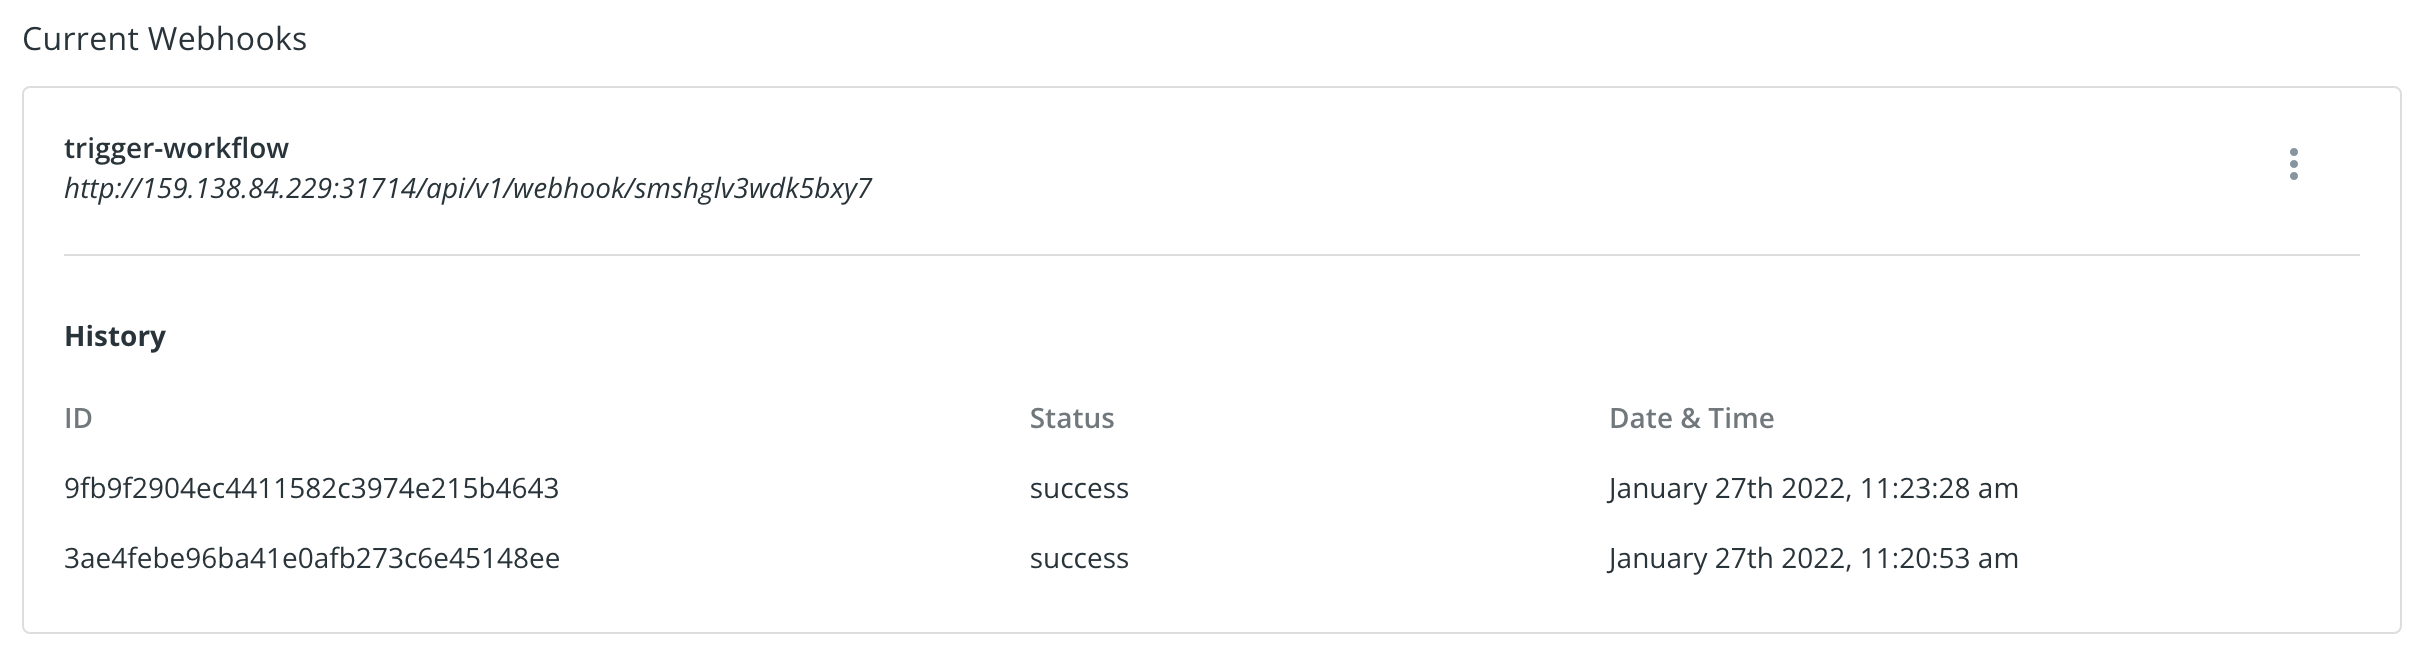 Current Webhooks
trigger-workflow
http://159.138.84.229:31714/api/v1/webhook/smshglv3wdk5bxy7
History
ID Status Date & Time
9fb9f2904ec4411582c3974e215b4643 success January 27th 2022, 11:23:28 am
3ae4febe96ba41e0afb273c6e45148ee success January 27th 2022, 11:20:53 am